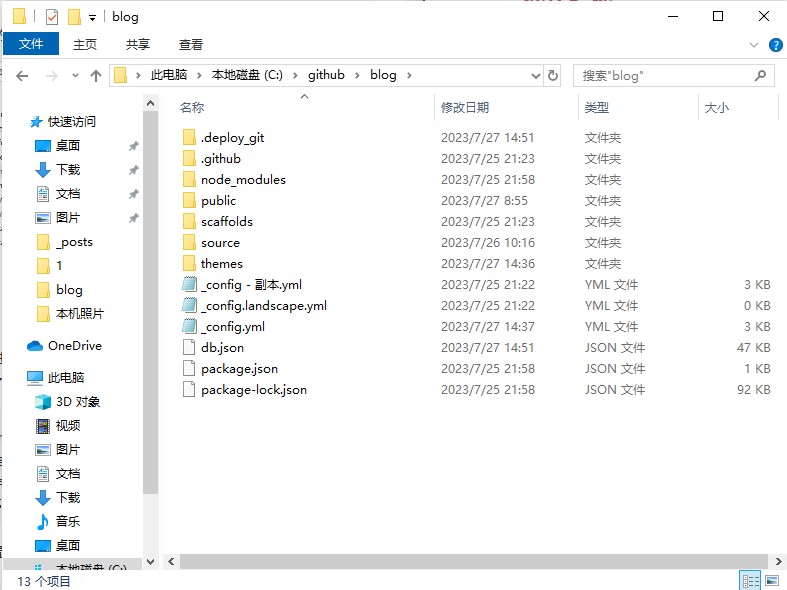 blog
文件 主页 共享 查看
此电脑 本地磁盘 (C:) github blog 搜索"blog"
名称 修改日期 类型 大小
快速访问
桌面
下载
文档
图片
_posts
1
blog
本机照片
OneDrive
此电脑
3D 对象
视频
图片
文档
下载
音乐
桌面
本地磁盘 (C:)
.deploy_git 2023/7/27 14:51 文件夹
.github 2023/7/25 21:23 文件夹
node_modules 2023/7/25 21:58 文件夹
public 2023/7/27 8:55 文件夹
scaffolds 2023/7/25 21:23 文件夹
source 2023/7/26 10:16 文件夹
themes 2023/7/27 14:36 文件夹
_config - 副本.yml 2023/7/25 21:22 YML 文件 3 KB
_config.landscape.yml 2023/7/25 21:22 YML 文件 0 KB
_config.yml 2023/7/27 14:37 YML 文件 3 KB
db.json 2023/7/27 14:51 JSON 文件 47 KB
package.json 2023/7/25 21:58 JSON 文件 1 KB
package-lock.json 2023/7/25 21:58 JSON 文件 92 KB
13 个项目